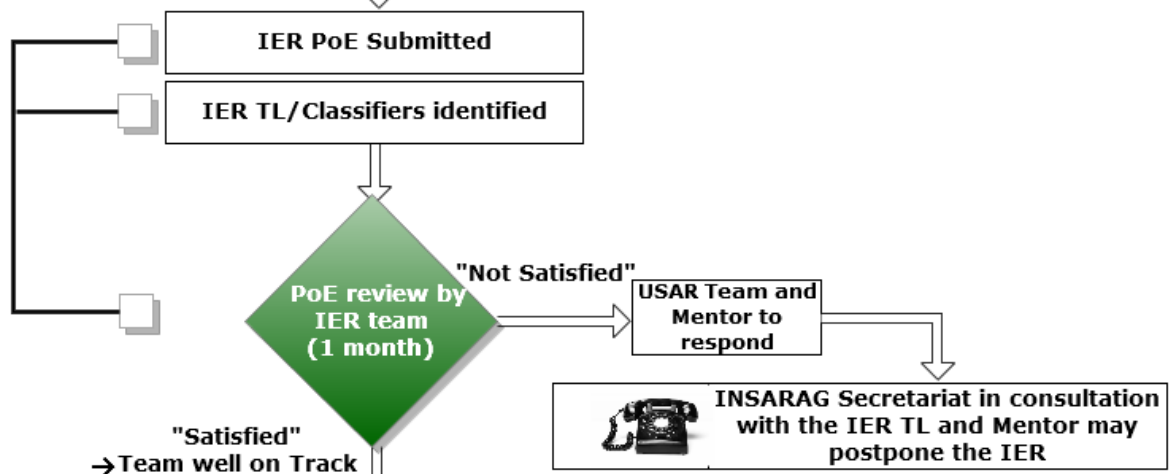 IER PoE Submitted
IER TL/Classifiers identified
"Not Satisfied"
PoE review by
IER team
(1 month)
USAR Team and
Mentor to
respond
INSARAG Secretariat in consultation
with the IER TL and Mentor may
postpone the IER
"Satisfied"
→Team well on Track